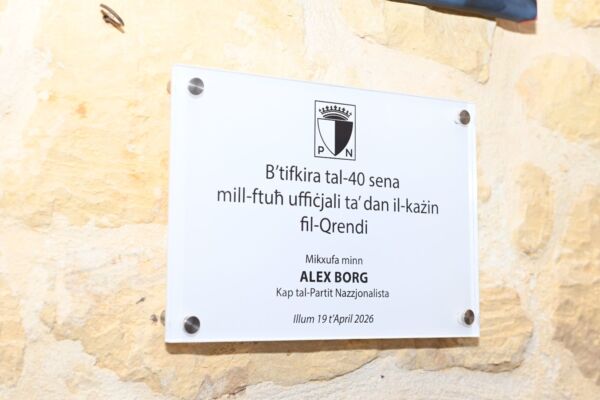 P N
B'tifkira tal-40 sena
mill-ftuħ uffiċjali ta' dan il-każin
fil-Qrendi
Mikxufa minn
ALEX BORG
Kap tal-Partit Nazzjonalista
Illum 19 t'April 2026